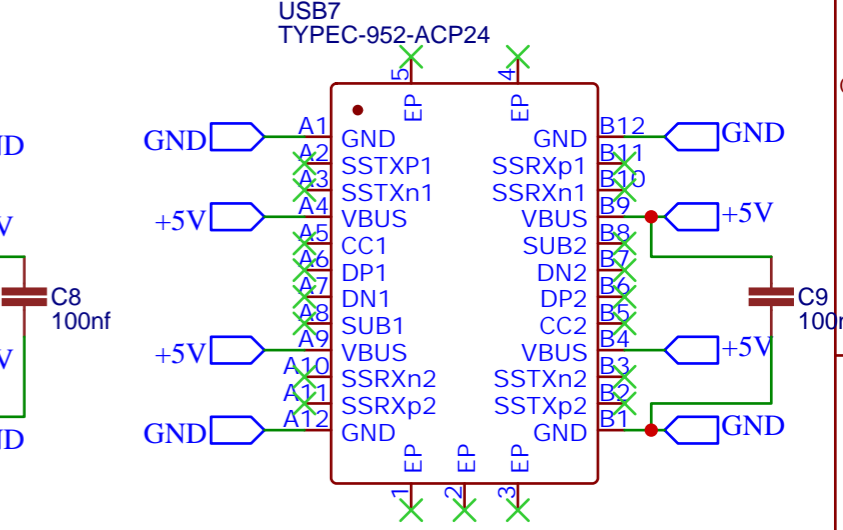 USB7
TYPEC-952-ACP24
5
4
EP
EP
GND
A1
GND
GND
B12
GND
A2
SSTXP1
SSRXp1
B11
A3
SSTXn1
SSRXn1
B10
+5V
A4
VBUS
VBUS
B9
+5V
A5
CC1
SUB2
B8
A6
DP1
DN2
B7
A7
DN1
DP2
B6
A8
SUB1
CC2
B5
C8
100nf
C9
+5V
A9
VBUS
VBUS
B4
+5V
A10
SSRXn2
SSTXn2
B3
A11
SSRXp2
SSTXp2
B2
GND
A12
GND
GND
B1
GND
EP
EP
EP
1
2
3